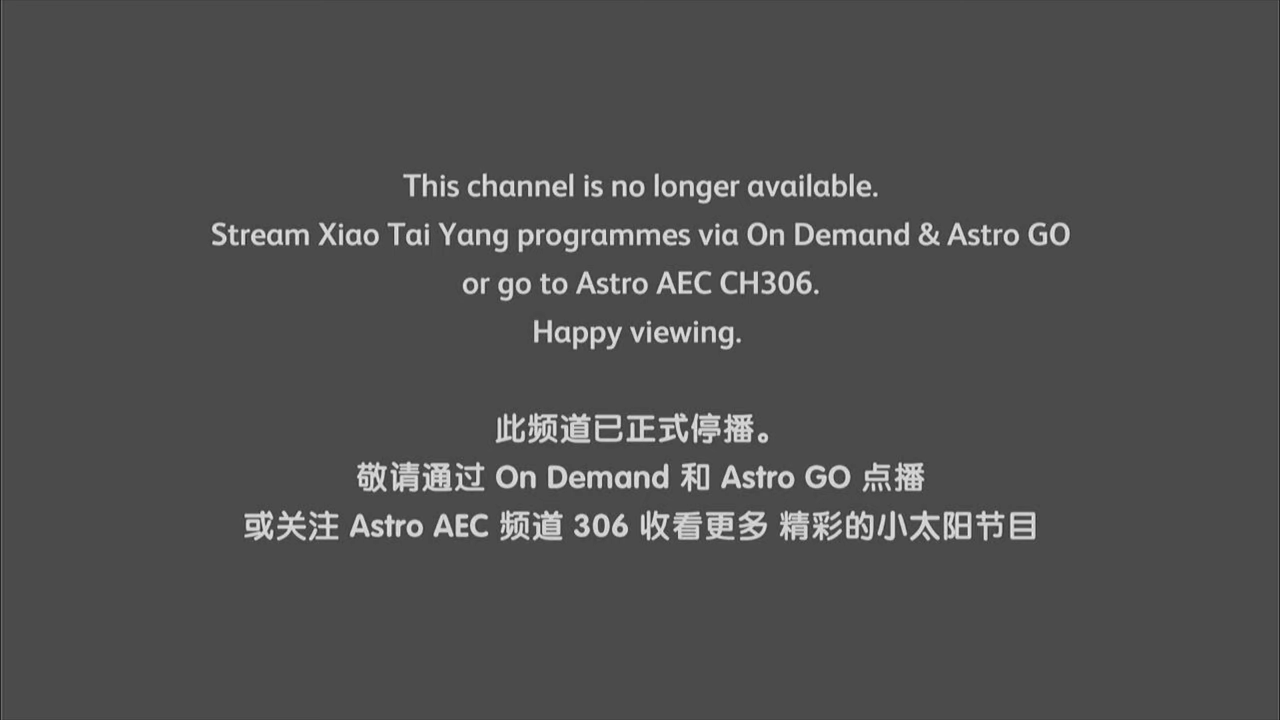 This channel is no longer available.
Stream Xiao Tai Yang programmes via On Demand & Astro GO
or go to Astro AEC CH306.
Happy viewing.
此频道已正式停播。
敬请通过 On Demand 和 Astro GO 点播
或关注 Astro AEC 频道 306 收看更多 精彩的小太阳节目